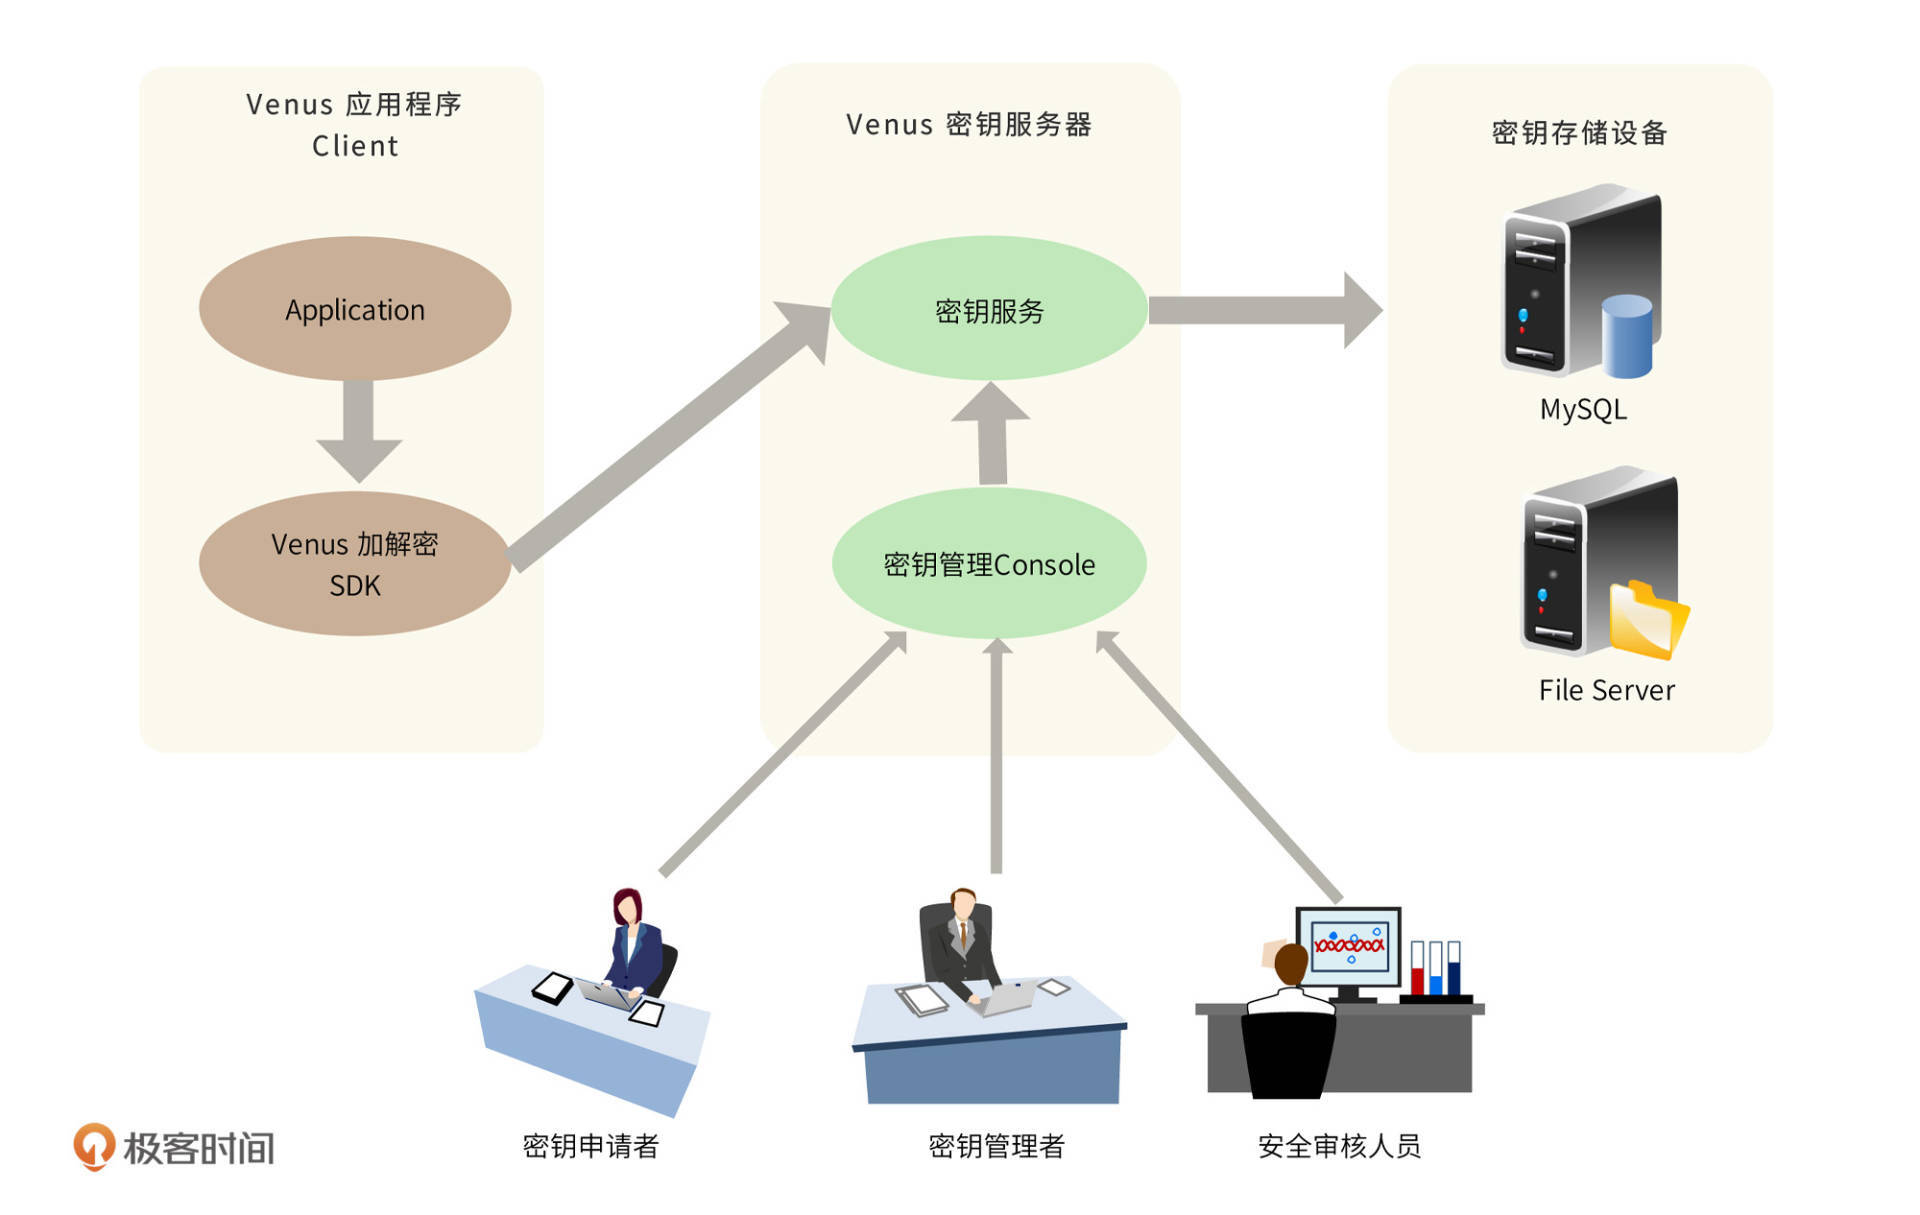 Venus 应用程序
Client
Application
Venus 加解密
SDK
Venus 密钥服务器
密钥服务
密钥管理Console
密钥存储设备
MySQL
File Server
密钥申请者
密钥管理者
安全审核人员
极客时间